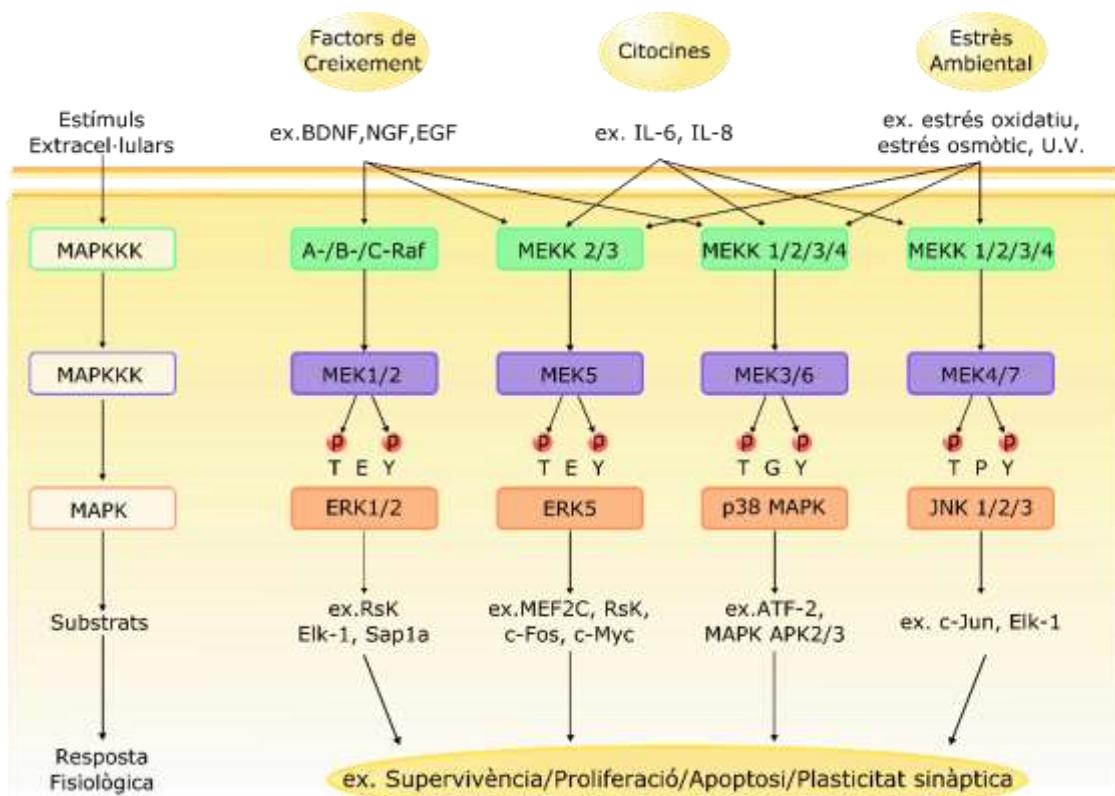 Factors de
Creixement
Citocines
Estrès
Ambiental
Estímuls
Extracel·lulars
ex.BDNF,NGF,EGF
ex. IL-6, IL-8
ex. estrés oxidatiu,
estrés osmòtic, U.V.
MAPKKK
A-/B-/C-Raf
MEKK 2/3
MEKK 1/2/3/4
MEKK 1/2/3/4
MAPKKK
MEK1/2
MEK5
MEK3/6
MEK4/7
p p
p p
p p
p p
T E Y
T E Y
T G Y
T P Y
MAPK
ERK1/2
ERK5
p38 MAPK
JNK 1/2/3
Substrats
ex.RsK
Elk-1, Sap1a
ex.MEF2C, RsK,
c-Fos, c-Myc
ex.ATF-2,
MAPK APK2/3
ex. c-Jun, Elk-1
Resposta
Fisiològica
ex. Supervivència/Proliferació/Apoptosi/Plasticitat sinàptica